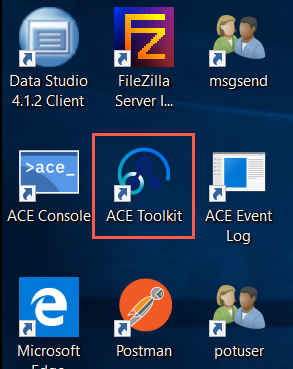 Data Studio
4.1.2 Client
FileZilla
Server I...
msgsend
>ace_
ACE Console
ACE Toolkit
ACE Event
Log
Microsoft
Edge
Postman
potuser